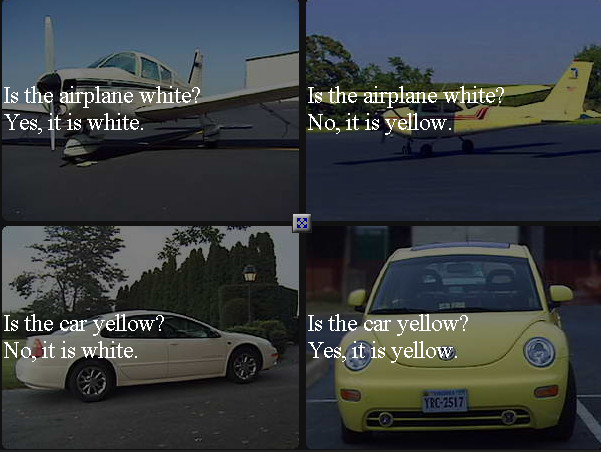 Is the airplane white?
Yes, it is white.
Is the airplane white?
No, it is yellow.
Is the car yellow?
No, it is white.
Is the car yellow?
Yes, it is yellow.
YRC-2517